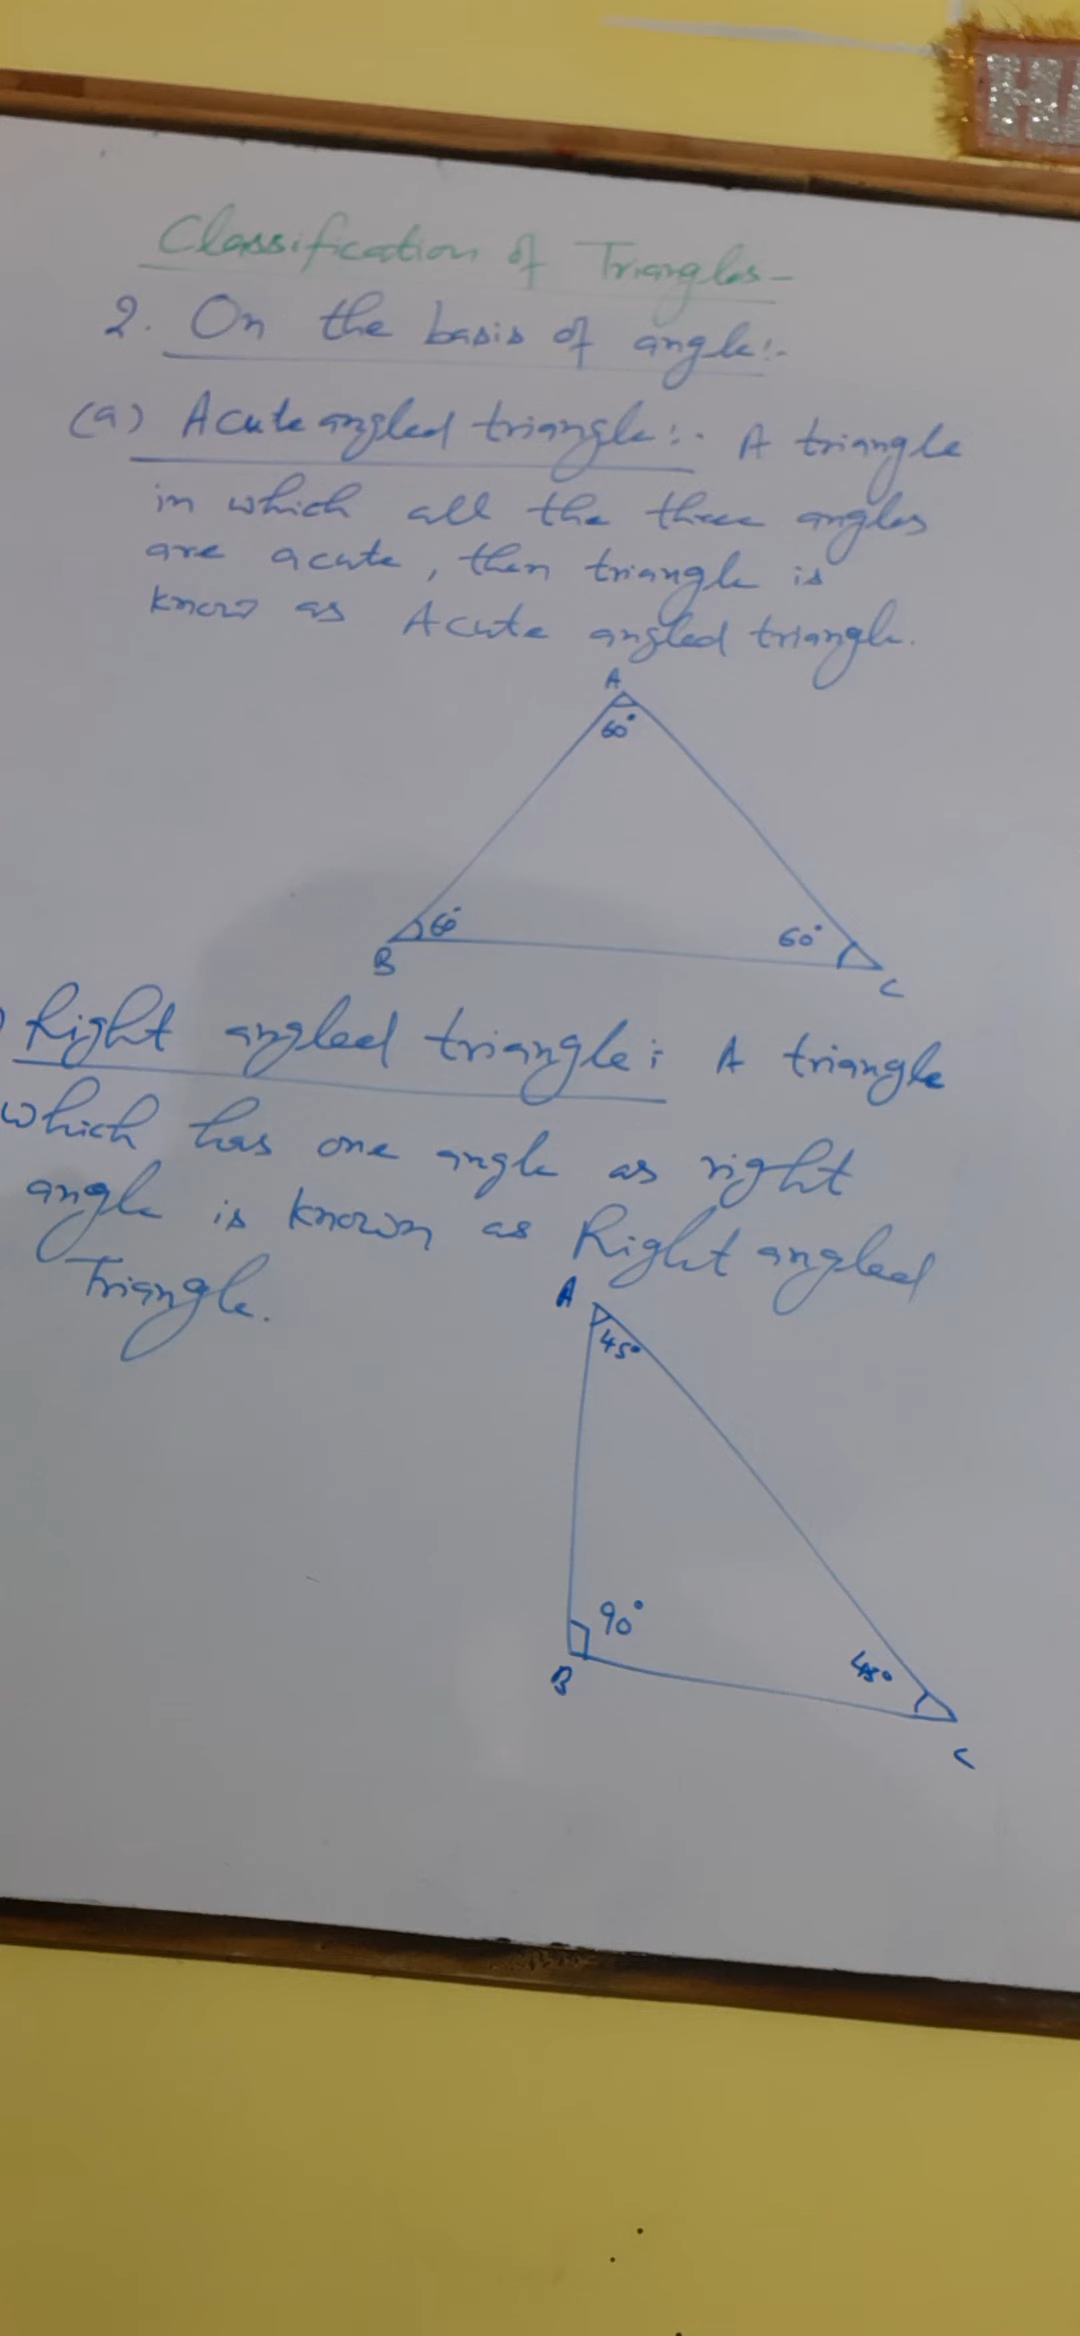 HA
Classification of Triangles-
2. On the basis of angle:-
(a) Acute angled triangle:- A triangle
in which all the three angles
are acute, then triangle is
known as Acute angled triangle.
A
60°
60°
60°
B
C
) Right angled triangle: A triangle
which has one angle as right
angle is known as Right angled
Triangle.
A
45°
90°
45°
B
C